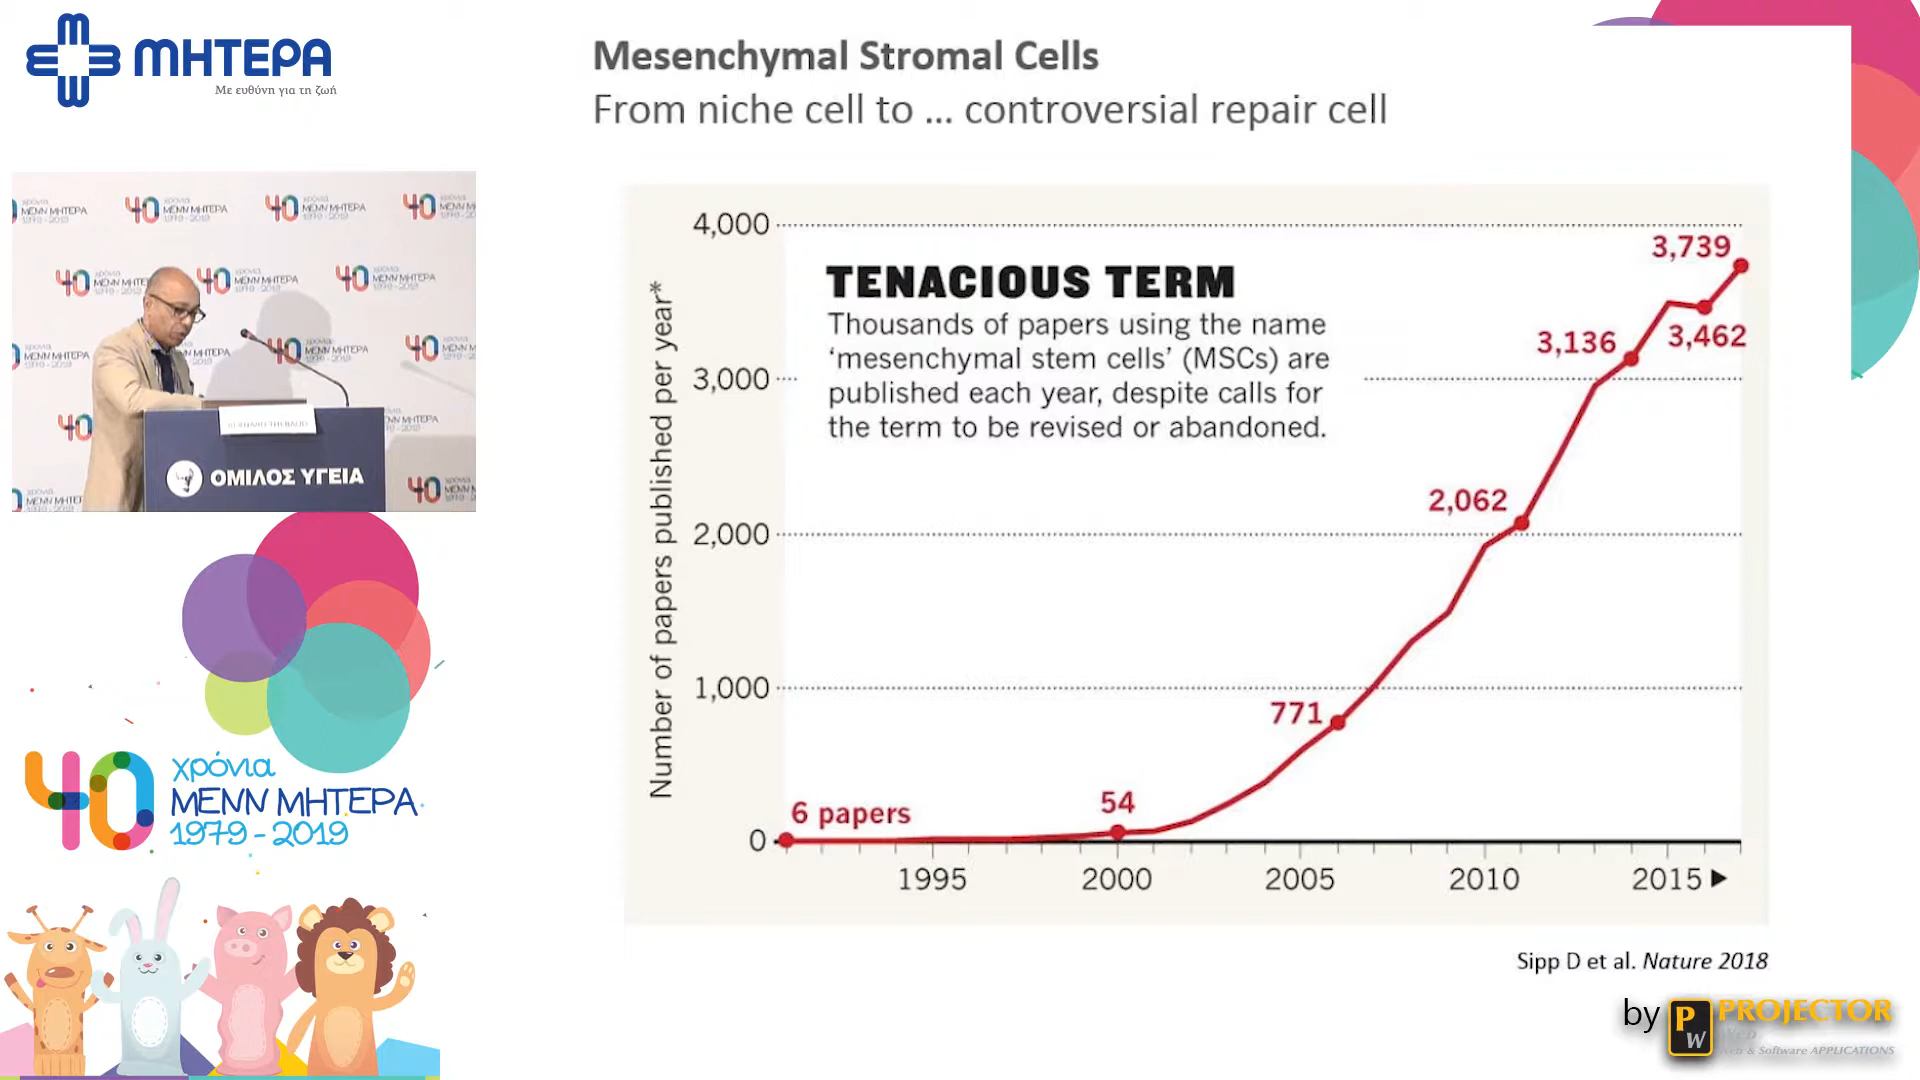 ΜΗΤΕΡΑ
Με ευθύνη για τη ζωή
Mesenchymal Stromal Cells
From niche cell to ... controversial repair cell
ΟΜΙΛΟΣ ΥΓΕΙΑ
40 χρόνια
ΜΕΝΝ ΜΗΤΕΡΑ
1979 - 2019
Number of papers published per year*
4,000
3,000
2,000
1,000
0
TENACIOUS TERM
Thousands of papers using the name
‘mesenchymal stem cells’ (MSCs) are
published each year, despite calls for
the term to be revised or abandoned.
6 papers
54
771
2,062
3,136
3,462
3,739
1995
2000
2005
2010
2015
Sipp D et al. Nature 2018
by PW PROJECTOR
Web & Software APPLICATIONS